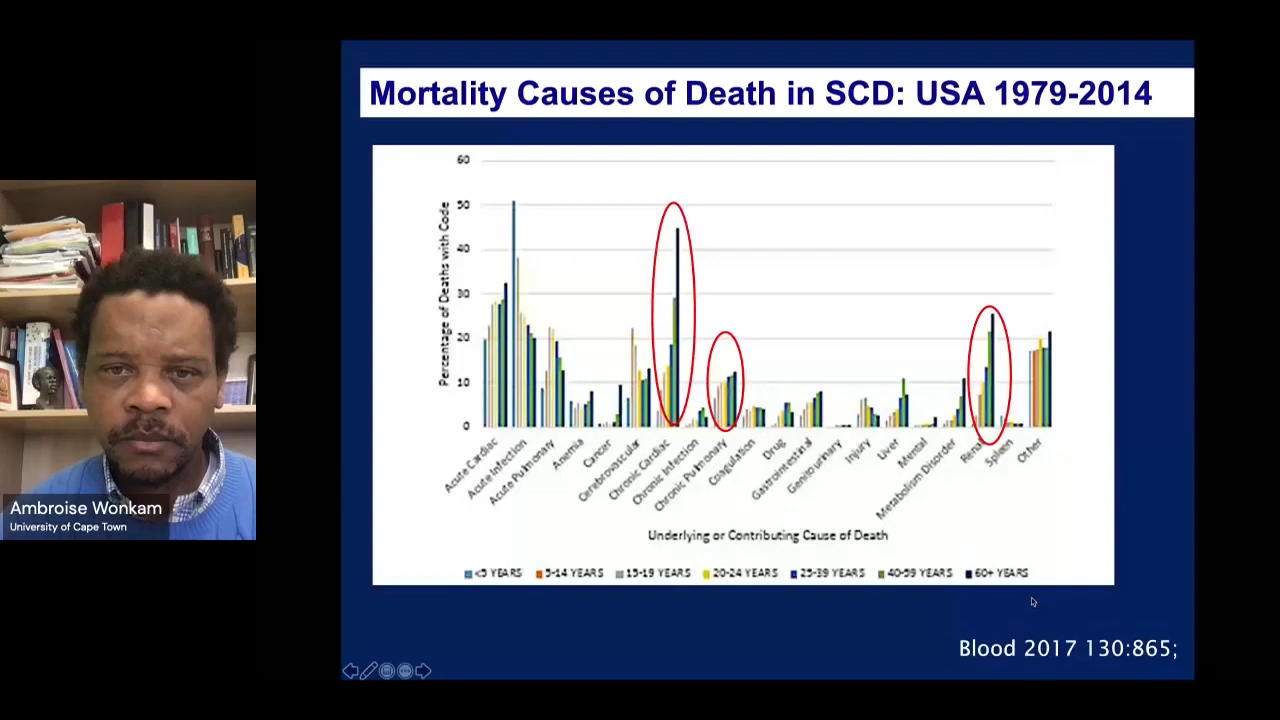 Mortality Causes of Death in SCD: USA 1979-2014
Percentage of Deaths with Code
60
50
40
30
20
10
0
Acute Cardiac
Acute Infection
Acute Pulmonary
Anemia
Cancer
Cerebrovascular
Chronic Cardiac
Chronic Infection
Chronic Pulmonary
Coagulation
Drug
Gastrointestinal
Genitourinary
Injury
Liver
Mental
Metabolism Disorder
Renal
Spleen
Other
Underlying or Contributing Cause of Death
<5 YEARS 5-14 YEARS 15-19 YEARS 20-24 YEARS 25-39 YEARS 40-59 YEARS 60+ YEARS
Blood 2017 130:865;
Ambroise Wonkam
University of Cape Town